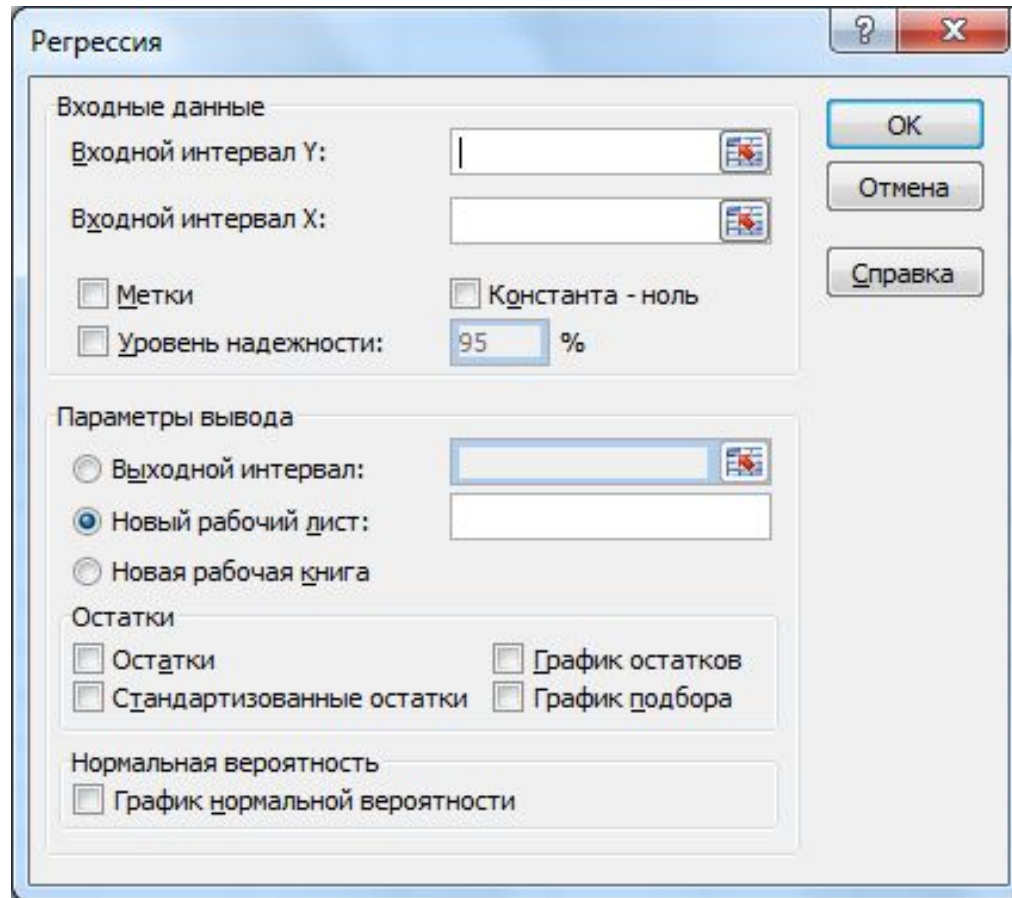 Регрессия
Входные данные
Входной интервал Y:
Входной интервал X:
Метки
Константа - ноль
Уровень надежности:
95 %
Параметры вывода
Выходной интервал:
Новый рабочий лист:
Новая рабочая книга
Остатки
Остатки
График остатков
Стандартизованные остатки
График подбора
Нормальная вероятность
График нормальной вероятности
ОК
Отмена
Справка